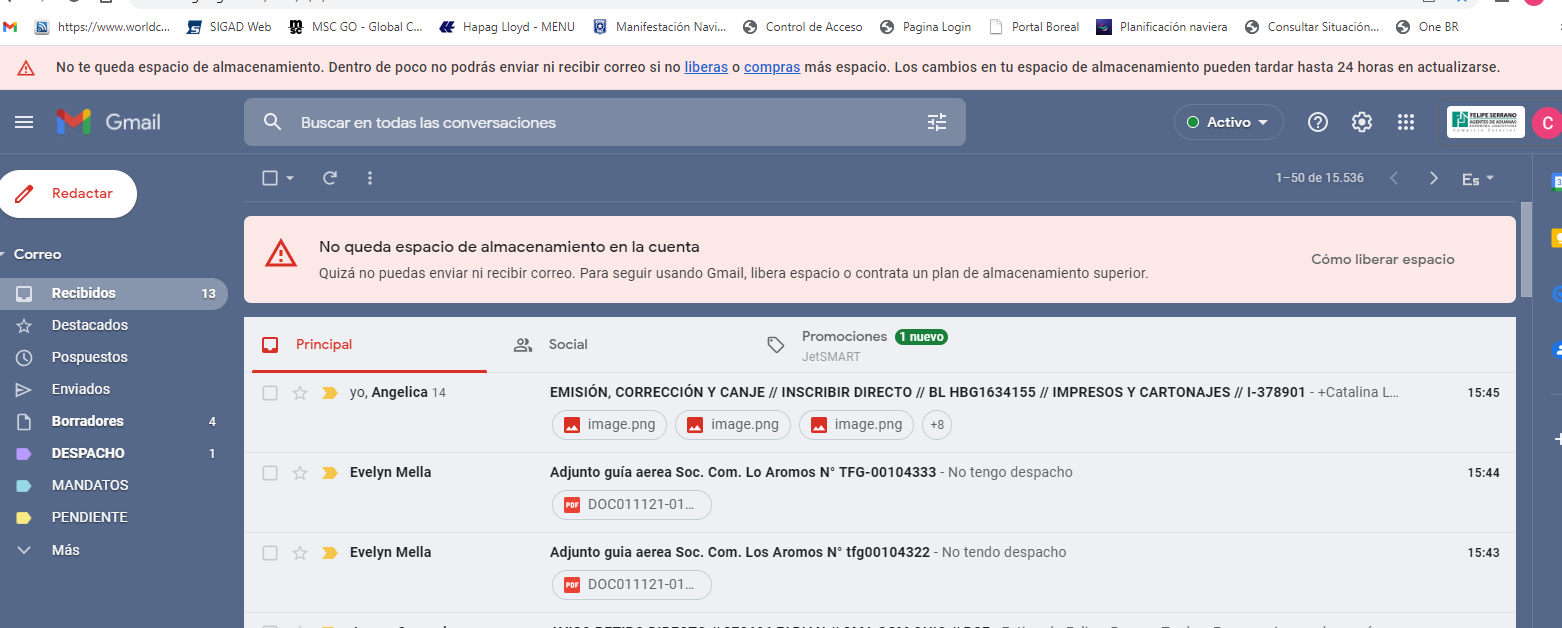 https://www.worldc...
SIGAD Web
MSC GO - Global C...
Hapag Lloyd - MENU
Manifestación Navi...
Control de Acceso
Pagina Login
Portal Boreal
Planificación naviera
Consultar Situación...
One BR
No te queda espacio de almacenamiento. Dentro de poco no podrás enviar ni recibir correo si no liberas o compras más espacio. Los cambios en tu espacio de almacenamiento pueden tardar hasta 24 horas en actualizarse.
Gmail
Buscar en todas las conversaciones
Activo
FELIPE SERRANO
AGENTES DE ADUANAS
C
Redactar
1–50 de 15.536
Es
Correo
Recibidos 13
Destacados
Pospuestos
Enviados
Borradores 4
DESPACHO 1
MANDATOS
PENDIENTE
Más
No queda espacio de almacenamiento en la cuenta
Quizá no puedas enviar ni recibir correo. Para seguir usando Gmail, libera espacio o contrata un plan de almacenamiento superior.
Cómo liberar espacio
Principal
Social
Promociones 1 nuevo
JetSMART
yo, Angelica 14 EMISIÓN, CORRECCIÓN Y CANJE // INSCRIBIR DIRECTO // BL HBG1634155 // IMPRESOS Y CARTONAJES // I-378901 - +Catalina L... 15:45
image.png image.png image.png +8
Evelyn Mella Adjunto guía aerea Soc. Com. Lo Aromos N° TFG-00104333 - No tengo despacho 15:44
PDF DOC011121-01...
Evelyn Mella Adjunto guia aerea Soc. Com. Los Aromos N° tfg00104322 - No tendo despacho 15:43
PDF DOC011121-01...